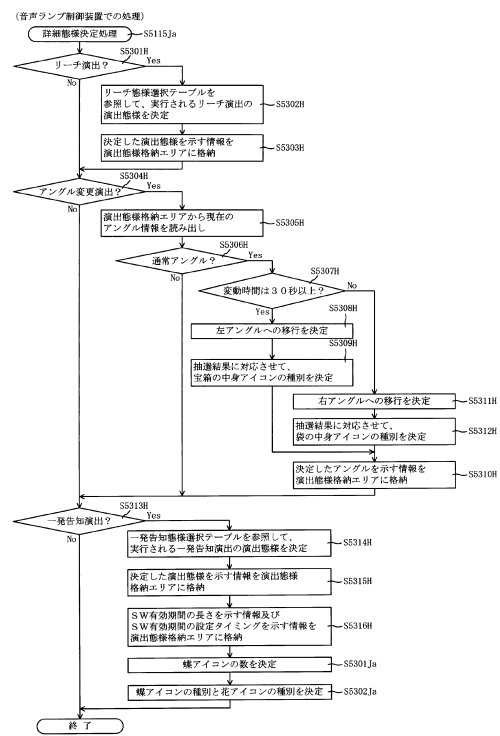 （音声ランプ制御装置での処理）
詳細態様決定処理
S5115Ja
S5301H
リーチ演出？
Yes
No
リーチ態様選択テーブルを
参照して、実行されるリーチ演出の
演出態様を決定
S5302H
決定した演出態様を示す情報を
演出態様格納エリアに格納
S5303H
S5304H
アングル変更演出？
Yes
No
演出態様格納エリアから現在の
アングル情報を読み出し
S5305H
S5306H
通常アングル？
Yes
No
S5307H
変動時間は３０秒以上？
No
Yes
S5308H
左アングルへの移行を決定
S5309H
抽選結果に対応させて、
宝箱の中身アイコンの種別を決定
右アングルへの移行を決定
S5311H
抽選結果に対応させて、
袋の中身アイコンの種別を決定
S5312H
決定したアングルを示す情報を
演出態様格納エリアに格納
S5310H
S5313H
一発告知演出？
Yes
No
一発告知態様選択テーブルを参照して、
実行される一発告知演出の演出態様を決定
S5314H
決定した演出態様を示す情報を演出態様
格納エリアに格納
S5315H
ＳＷ有効期間の長さを示す情報及び
ＳＷ有効期間の設定タイミングを示す情報を
演出態様格納エリアに格納
S5316H
蝶アイコンの数を決定
S5301Ja
蝶アイコンの種別と花アイコンの種別を決定
S5302Ja
終了